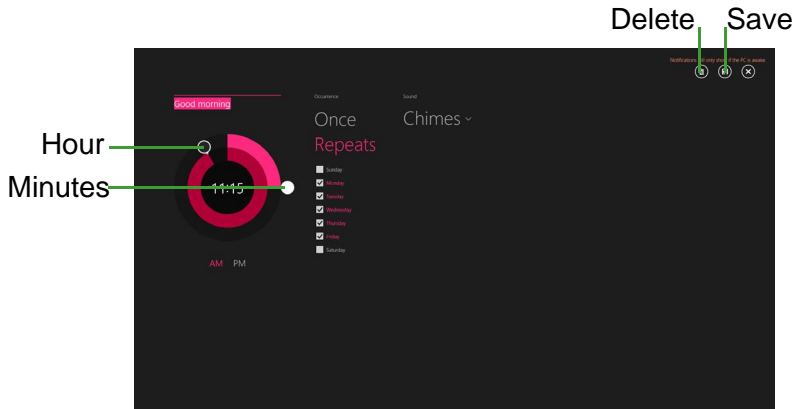 Delete Save
Notifications will only show if the PC is awake.
Good morning
Occurrence
Sound
Once
Chimes
Repeats
Hour
Minutes
11:15
Sunday
Monday
Tuesday
Wednesday
Thursday
Friday
Saturday
AM PM